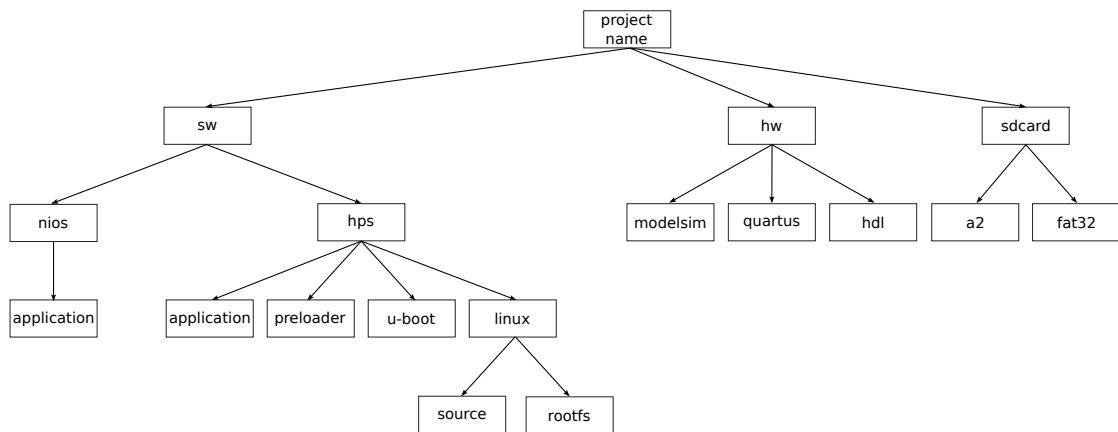 project
name
sw
hw
sdcard
nios
hps
modelsim
quartus
hdl
a2
fat32
application
application
preloader
u-boot
linux
source
rootfs